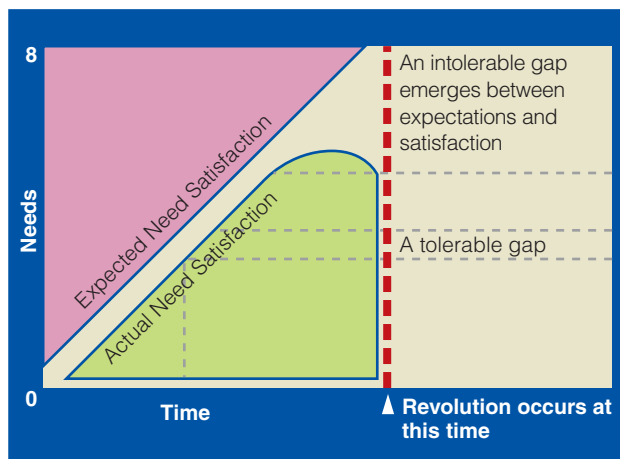 8
An intolerable gap
emerges between
expectations and
satisfaction
Expected Need Satisfaction
Actual Need Satisfaction
Needs
A tolerable gap
0
Time
Revolution occurs at
this time